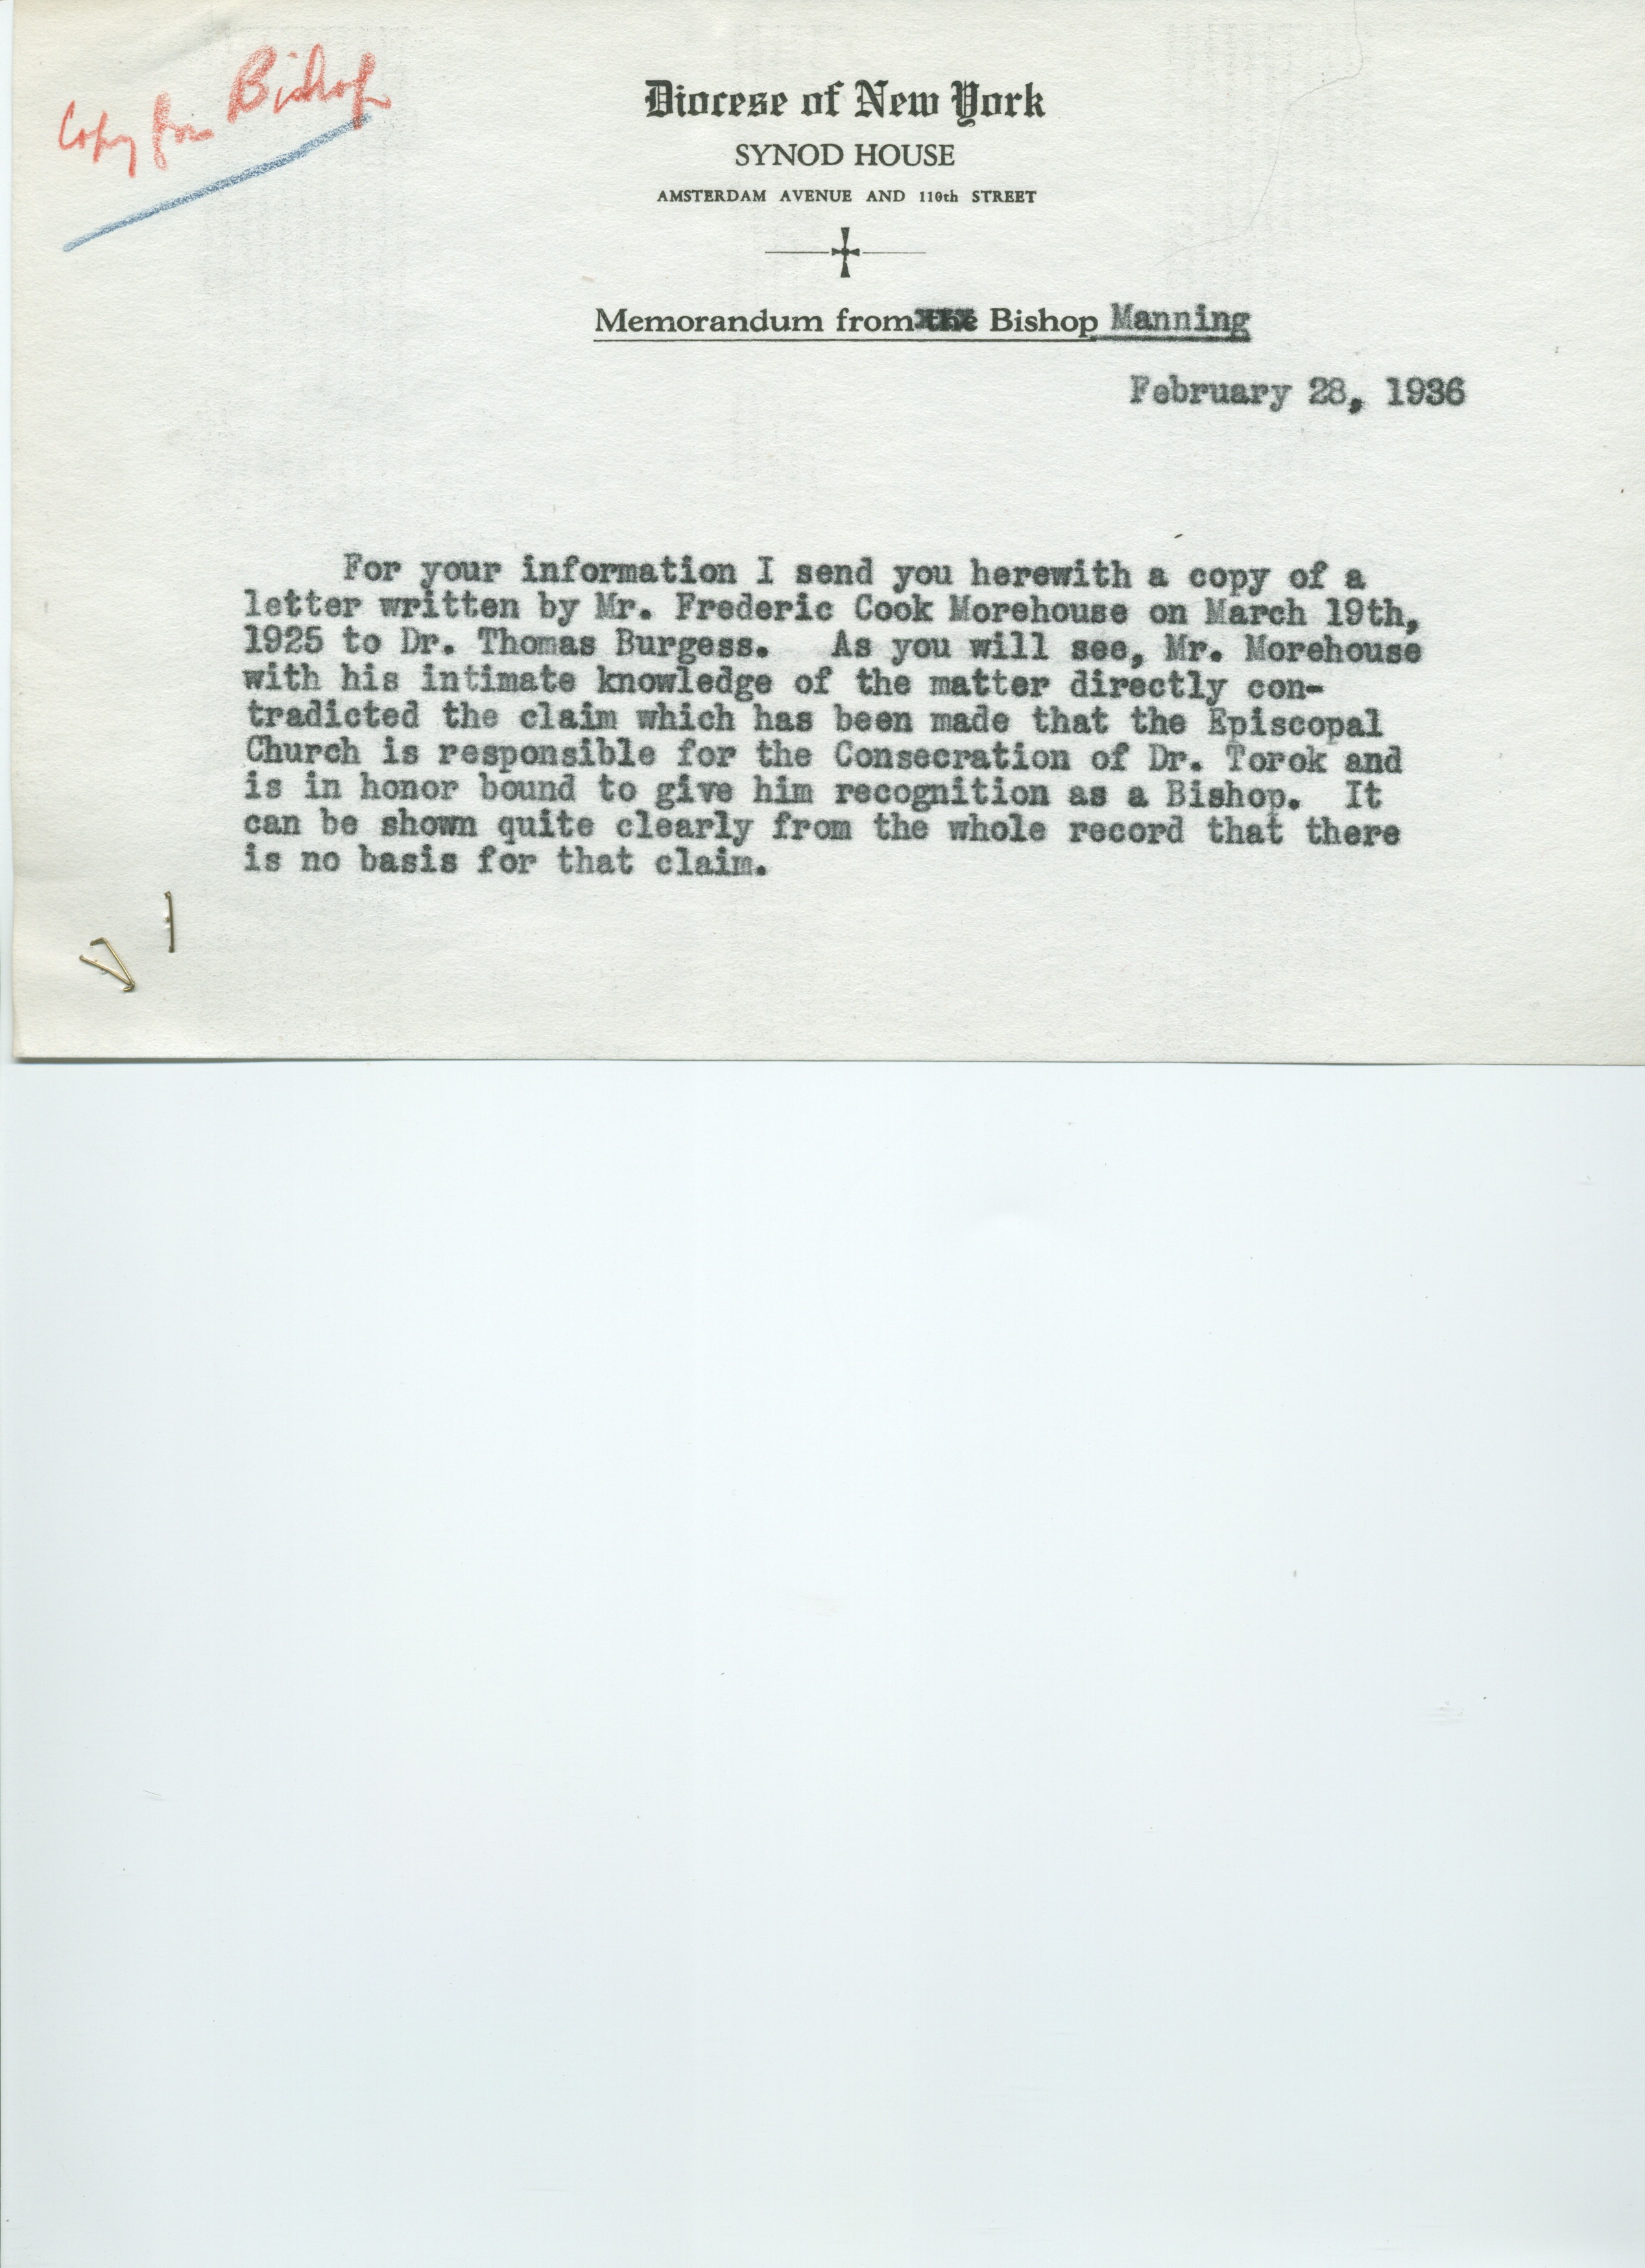 Copy from Bishop
Diocese of New York
SYNOD HOUSE
AMSTERDAM AVENUE AND 110th STREET
Memorandum from the Bishop Manning
February 28, 1936
For your information I send you herewith a copy of a
letter written by Mr. Frederic Cook Morehouse on March 19th,
1925 to Dr. Thomas Burgess. As you will see, Mr. Morehouse
with his intimate knowledge of the matter directly con-
tradicted the claim which has been made that the Episcopal
Church is responsible for the Consecration of Dr. Torok and
is in honor bound to give him recognition as a Bishop. It
can be shown quite clearly from the whole record that there
is no basis for that claim.